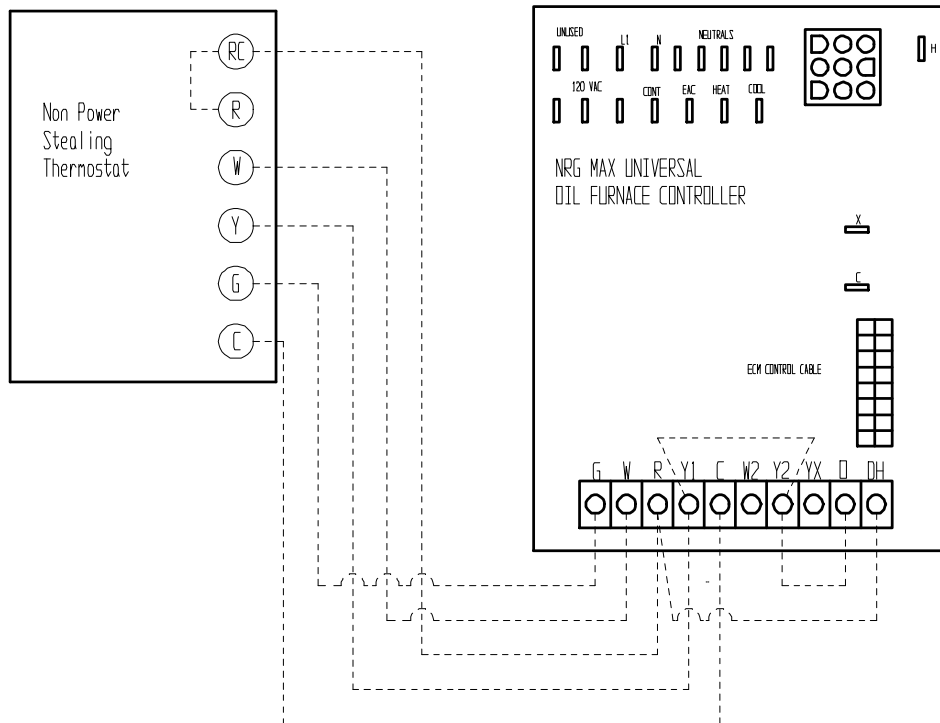 RC
R
Non Power
Stealing
Thermostat
W
Y
G
C
UNUSED L1 N NEUTRALS
H
120 VAC CONT EAC HEAT COOL
NRG MAX UNIVERSAL
OIL FURNACE CONTROLLER
X
C
ECM CONTROL CABLE
G W R Y1 C W2 Y2 YX O DH